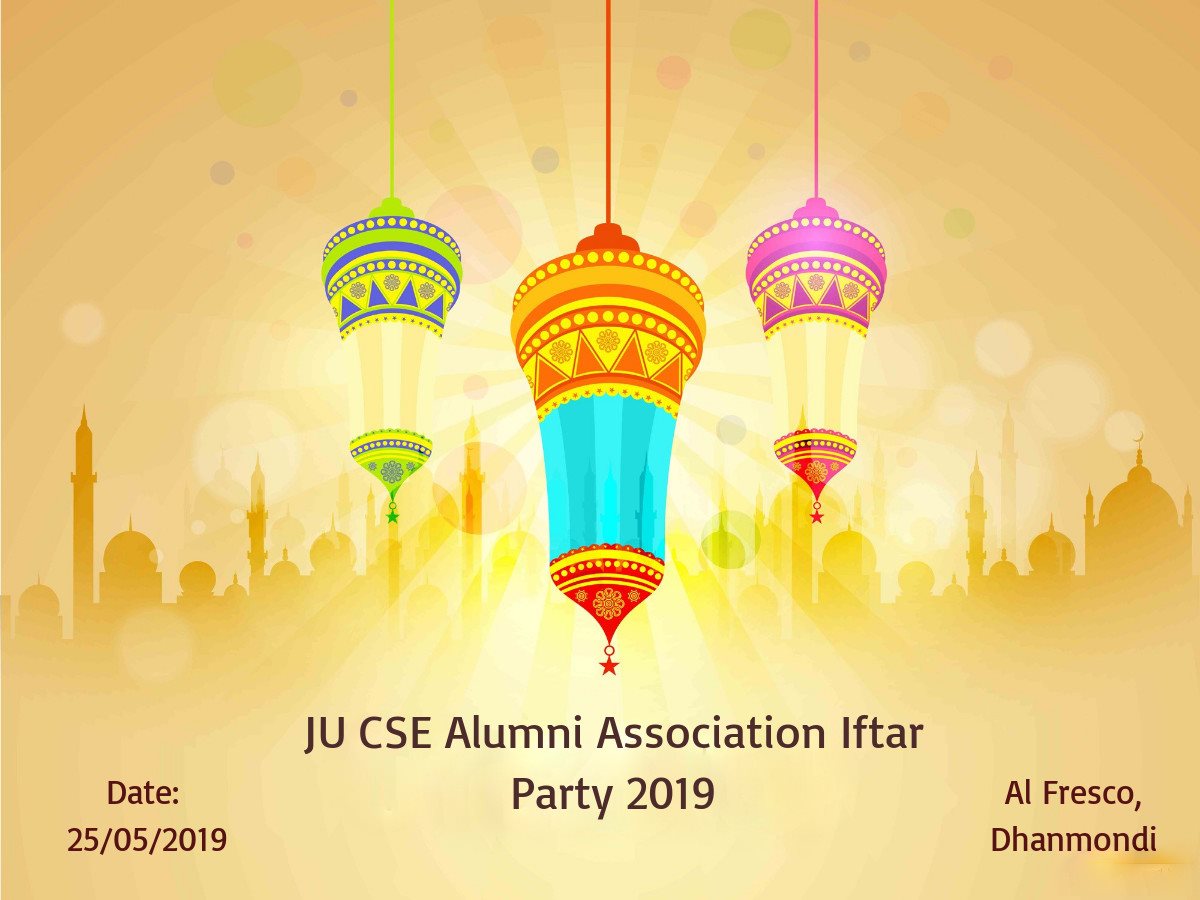 JU CSE Alumni Association Iftar
Party 2019
Date:
25/05/2019
Al Fresco,
Dhanmondi